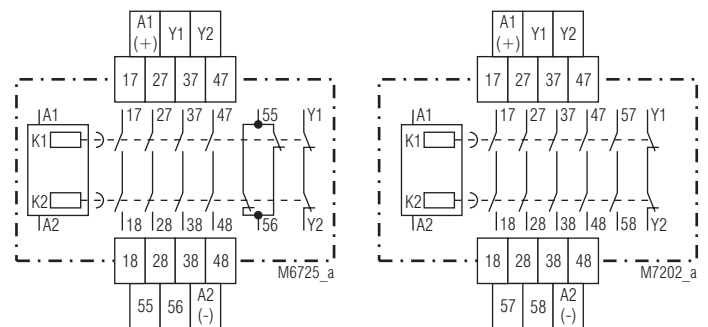 A1 (+) Y1 Y2
17 27 37 47
A1 17 27 37 47 55 Y1
K1
K2
A2 18 28 38 48 56 Y2
18 28 38 48
M6725_a
55 56 A2 (-)
A1 (+) Y1 Y2
17 27 37 47
A1 17 27 37 47 57 Y1
K1
K2
A2 18 28 38 48 58 Y2
18 28 38 48
M7202_a
57 58 A2 (-)